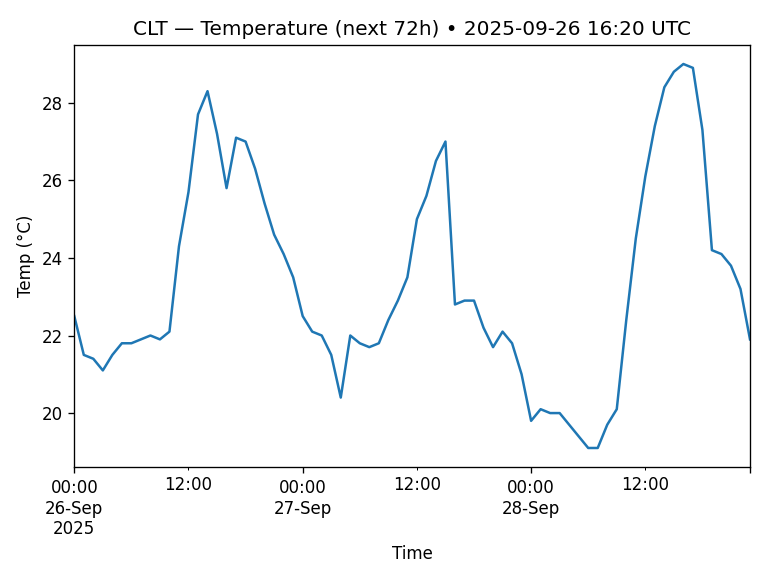 CLT — Temperature (next 72h) • 2025-09-26 16:20 UTC
Temp (°C)
28
26
24
22
20
00:00 12:00 00:00 12:00 00:00 12:00
26-Sep 27-Sep 28-Sep
2025
Time